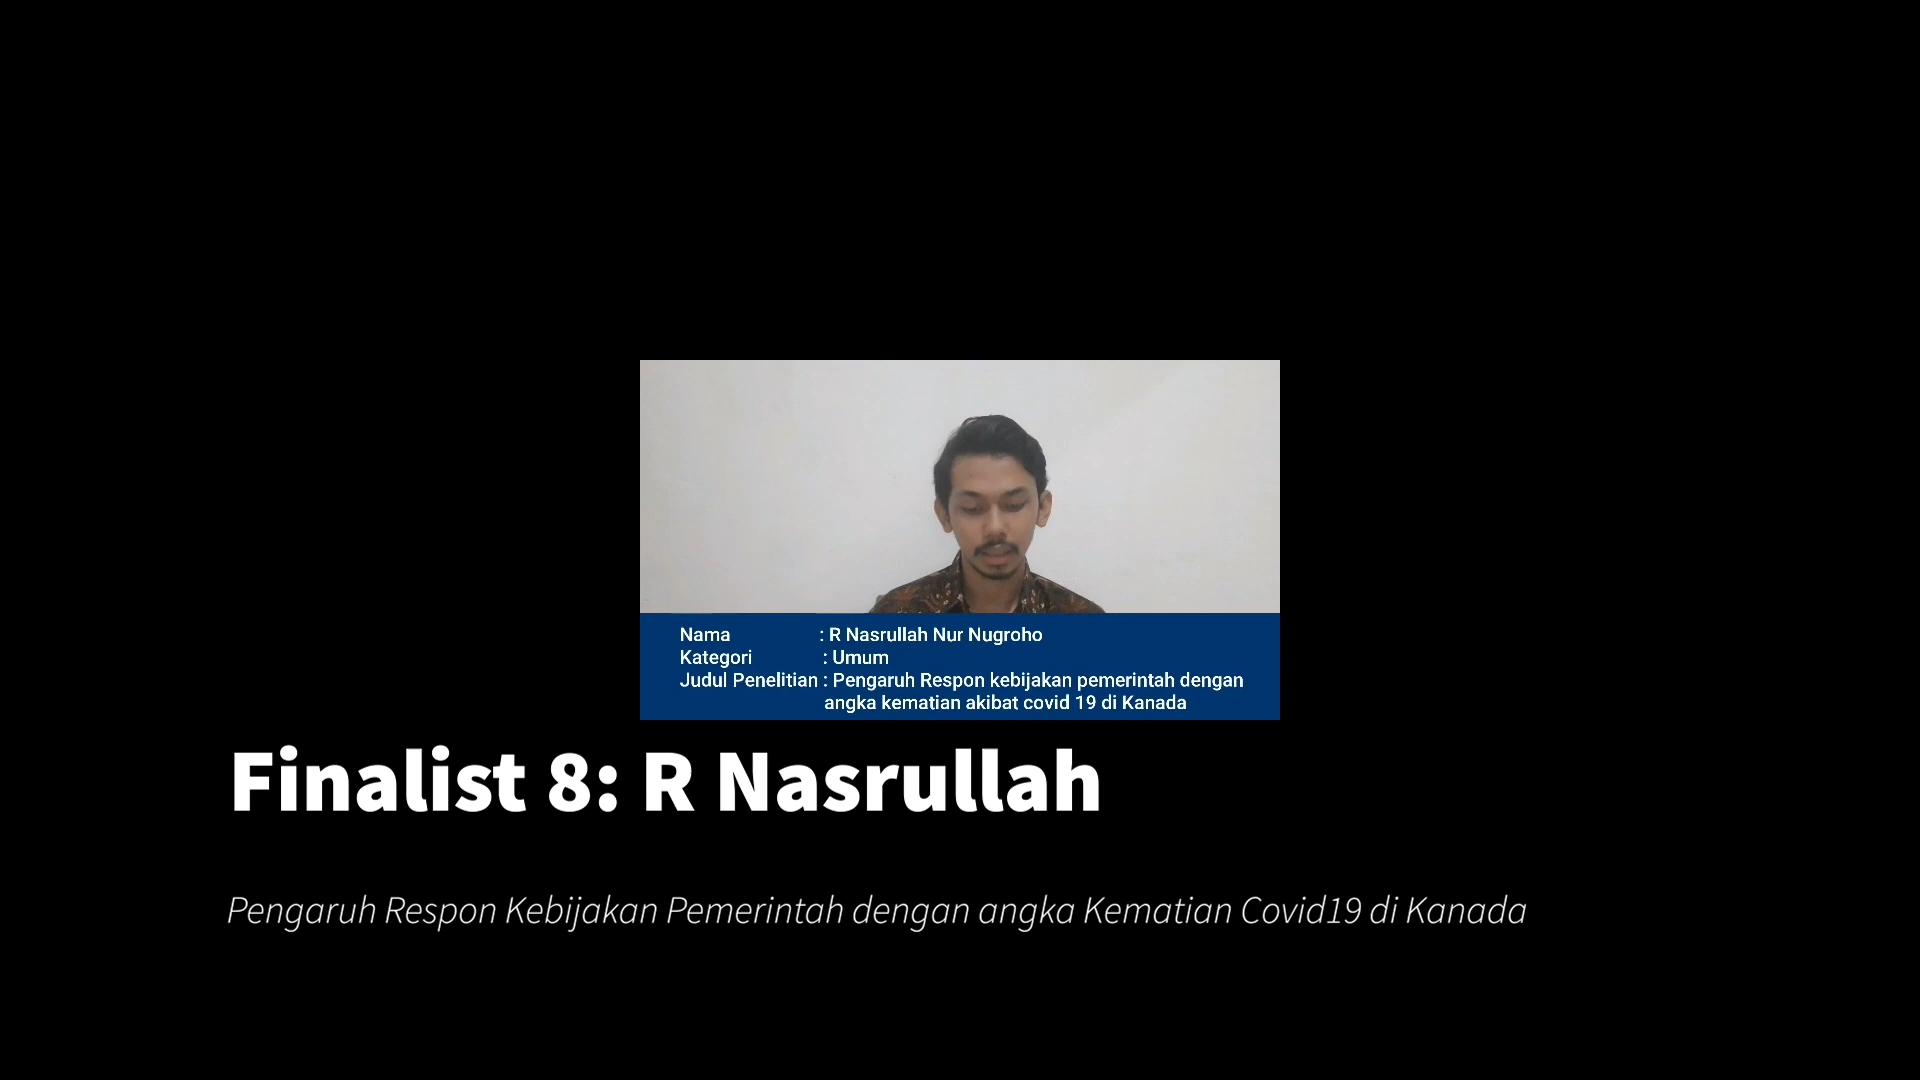 Nama : R Nasrullah Nur Nugroho
Kategori : Umum
Judul Penelitian : Pengaruh Respon kebijakan pemerintah dengan
angka kematian akibat covid 19 di Kanada
Finalist 8: R Nasrullah
Pengaruh Respon Kebijakan Pemerintah dengan angka Kematian Covid19 di Kanada